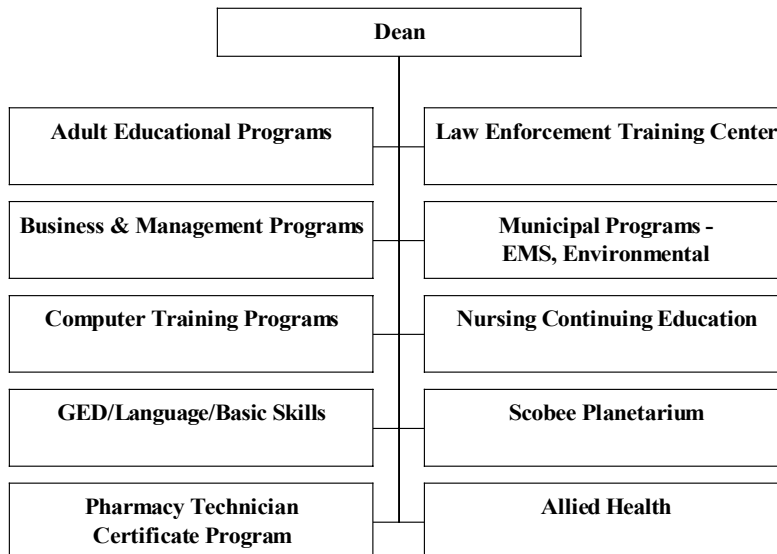 Dean
Adult Educational Programs
Law Enforcement Training Center
Business & Management Programs
Municipal Programs -
EMS, Environmental
Computer Training Programs
Nursing Continuing Education
GED/Language/Basic Skills
Scobee Planetarium
Pharmacy Technician
Certificate Program
Allied Health